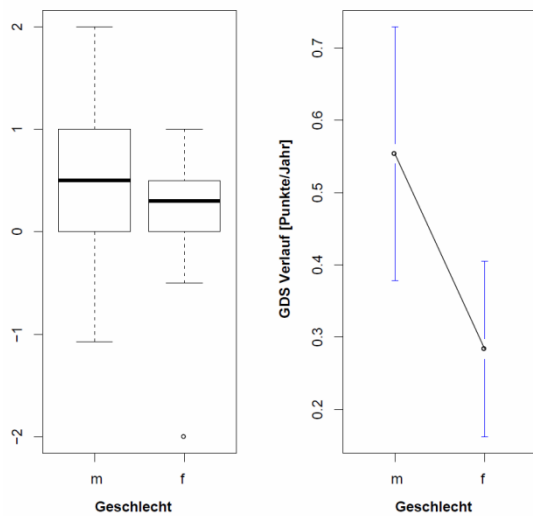 2
1
0
−1
−2
m
f
Geschlecht
GDS Verlauf [Punkte/Jahr]
0.7
0.6
0.5
0.4
0.3
0.2
m
f
Geschlecht